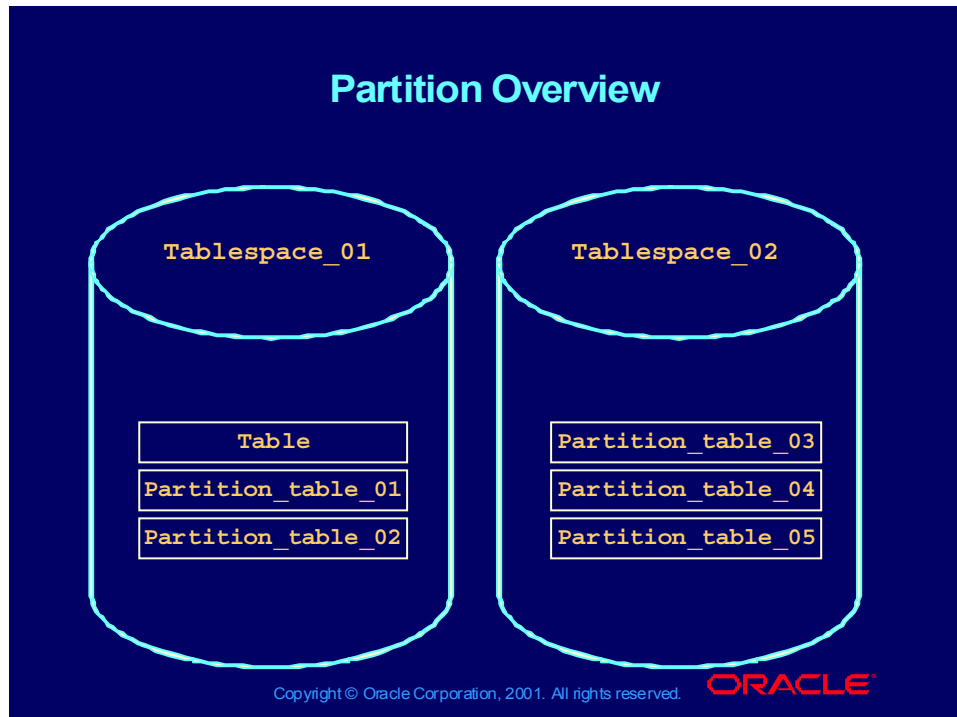 Partition Overview
Tablespace_01
Tablespace_02
Table
Partition_table_01
Partition_table_02
Partition_table_03
Partition_table_04
Partition_table_05
Copyright © Oracle Corporation, 2001. All rights reserved.
ORACLE®